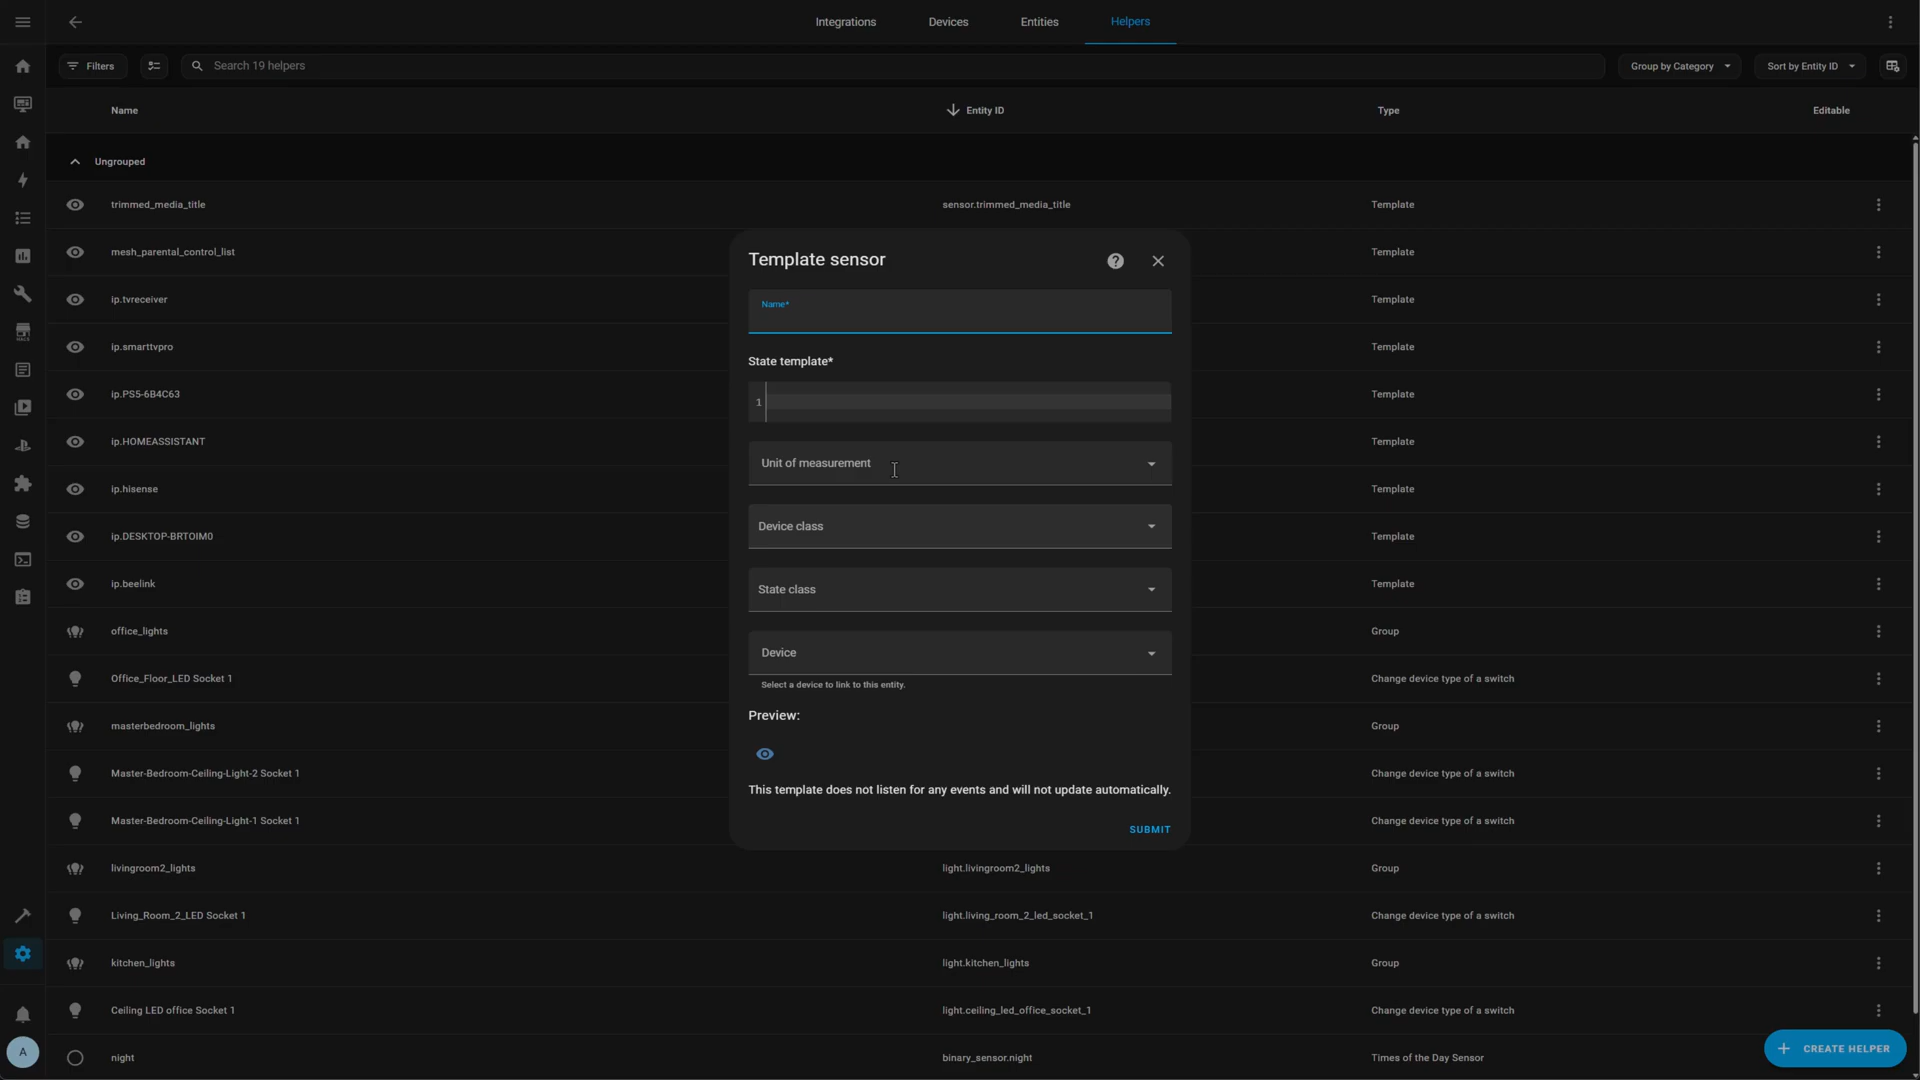 Integrations
Devices
Entities
Helpers
Filters
Search 19 helpers
Group by Category
Sort by Entity ID
Name
Entity ID
Type
Editable
Ungrouped
trimmed_media_title
sensor.trimmed_media_title
Template
mesh_parental_control_list
Template
ip.tvreceiver
Template
ip.smarttvpro
Template
ip.PS5-6B4C63
Template
ip.HOMEASSISTANT
Template
ip.hisense
Template
ip.DESKTOP-BRTOIM0
Template
ip.beelink
Template
office_lights
Group
Office_Floor_LED Socket 1
Change device type of a switch
masterbedroom_lights
Group
Master-Bedroom-Ceiling-Light-2 Socket 1
Change device type of a switch
Master-Bedroom-Ceiling-Light-1 Socket 1
Change device type of a switch
livingroom2_lights
light.livingroom2_lights
Group
Living_Room_2_LED Socket 1
light.living_room_2_led_socket_1
Change device type of a switch
kitchen_lights
light.kitchen_lights
Group
Ceiling LED office Socket 1
light.ceiling_led_office_socket_1
Change device type of a switch
night
binary_sensor.night
Times of the Day Sensor
Template sensor
Name*
State template*
1
Unit of measurement
Device class
State class
Device
Select a device to link to this entity.
Preview:
This template does not listen for any events and will not update automatically.
SUBMIT
CREATE HELPER
A